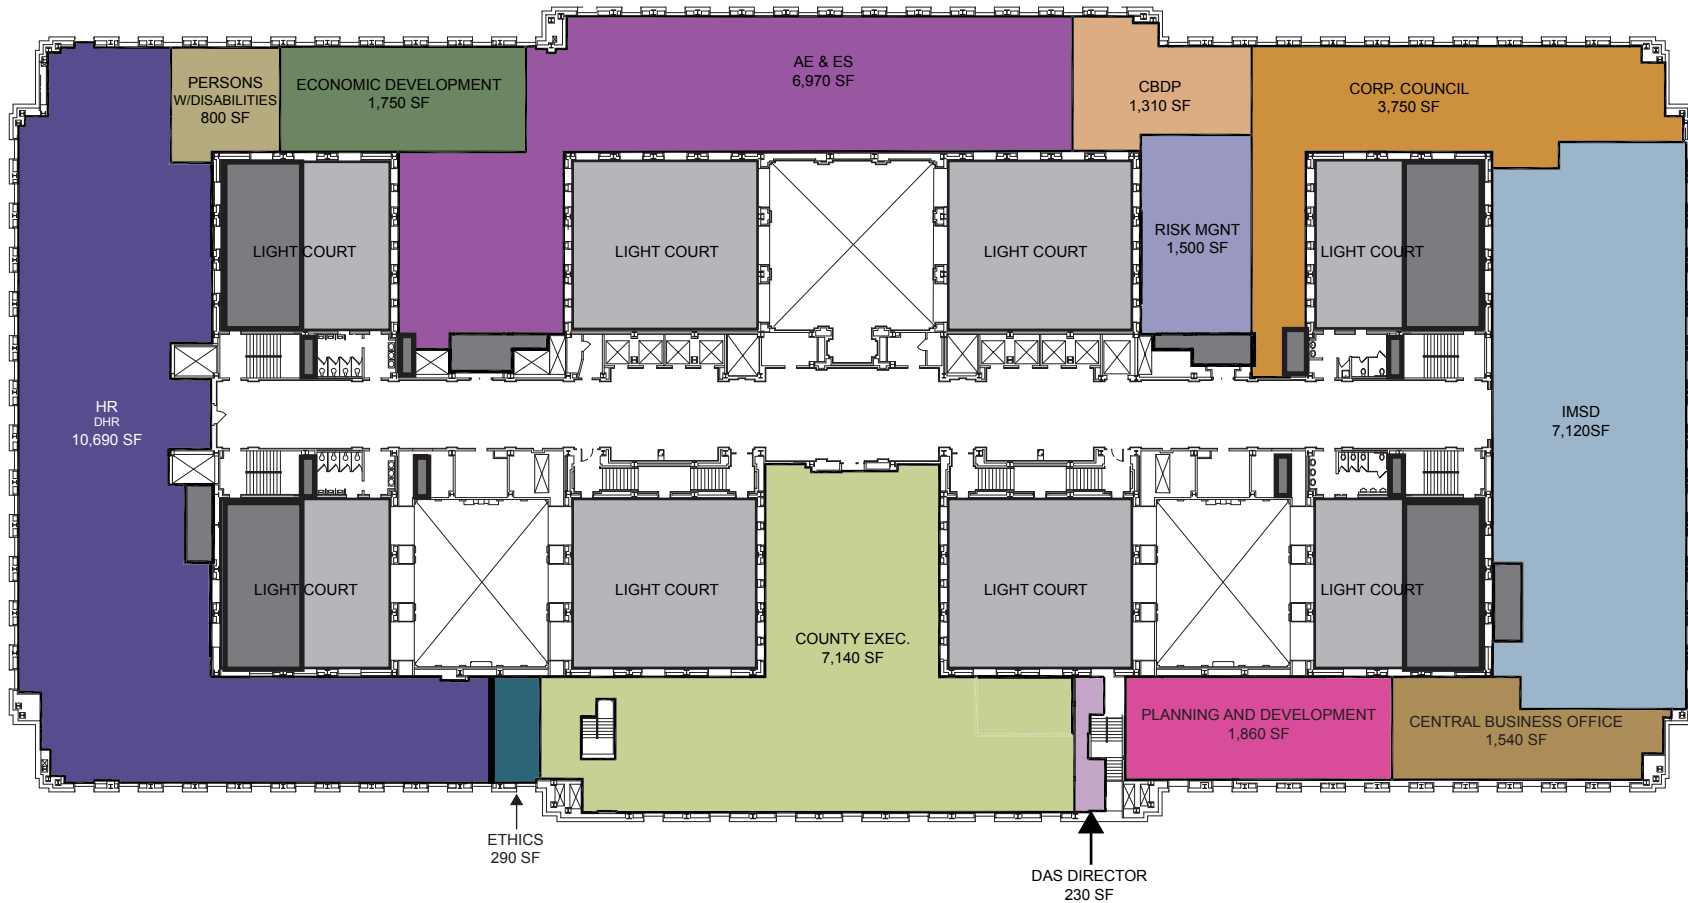 AE & ES
6,970 SF
PERSONS
W/DISABILITIES
800 SF
ECONOMIC DEVELOPMENT
1,750 SF
CBDP
1,310 SF
CORP. COUNCIL
3,750 SF
RISK MGNT
1,500 SF
LIGHT COURT
LIGHT COURT
LIGHT COURT
LIGHT COURT
HR
DHR
10,690 SF
IMSD
7,120SF
LIGHT COURT
LIGHT COURT
LIGHT COURT
LIGHT COURT
COUNTY EXEC.
7,140 SF
PLANNING AND DEVELOPMENT
1,860 SF
CENTRAL BUSINESS OFFICE
1,540 SF
ETHICS
290 SF
DAS DIRECTOR
230 SF